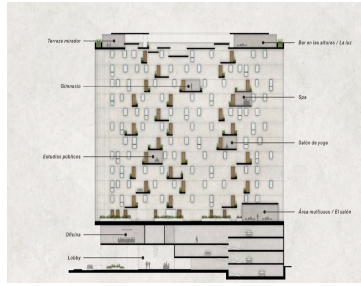 Terraza mirador
Bar en las alturas / La luz
Gimnasio
Spa
Salón de yoga
Estudios públicos
Área multiusos / El salón
Oficina
Lobby